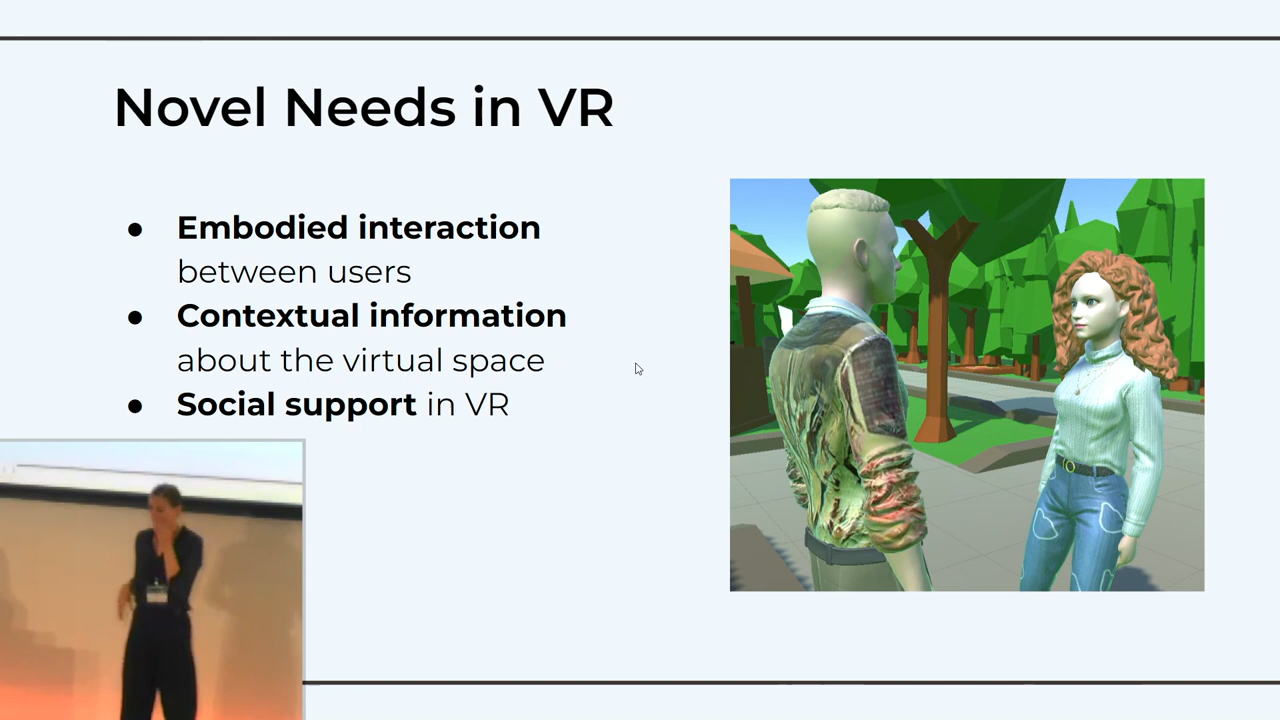 Novel Needs in VR
● Embodied interaction
between users
● Contextual information
about the virtual space
● Social support in VR